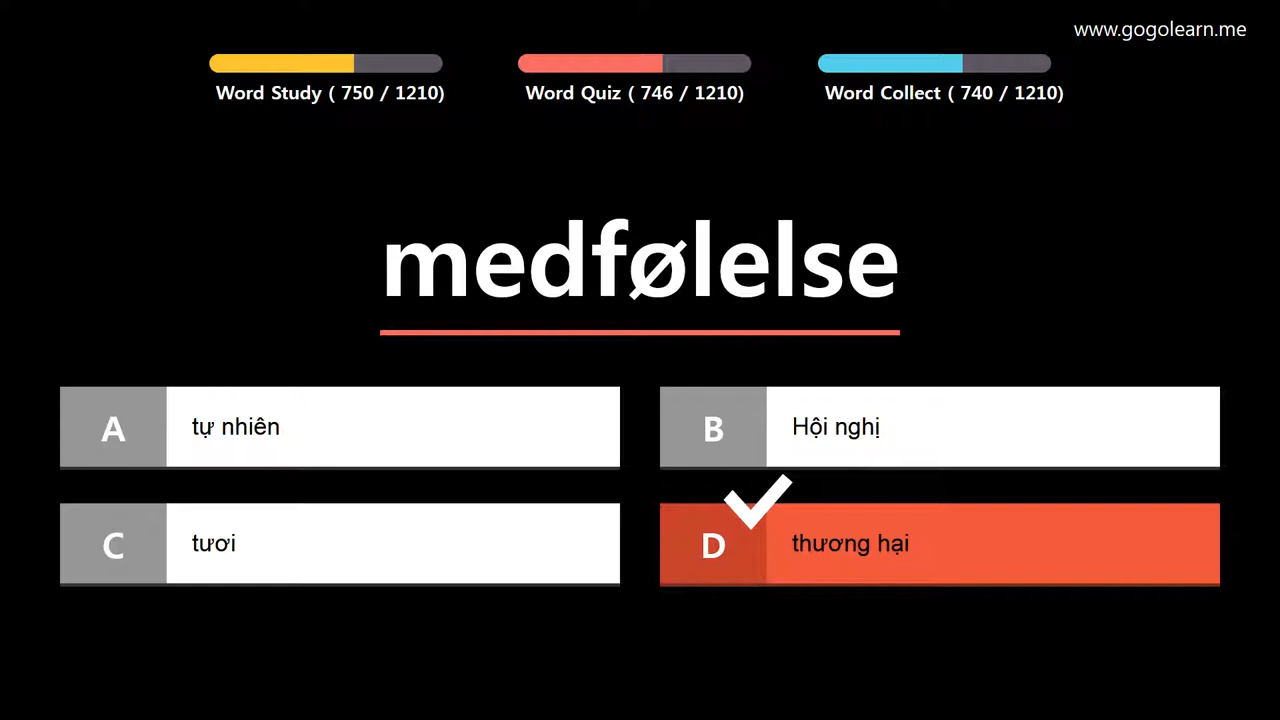 www.gogolearn.me
Word Study ( 750 / 1210)
Word Quiz ( 746 / 1210)
Word Collect ( 740 / 1210)
medfølelse
A tự nhiên
B Hội nghị
C tươi
D thương hại